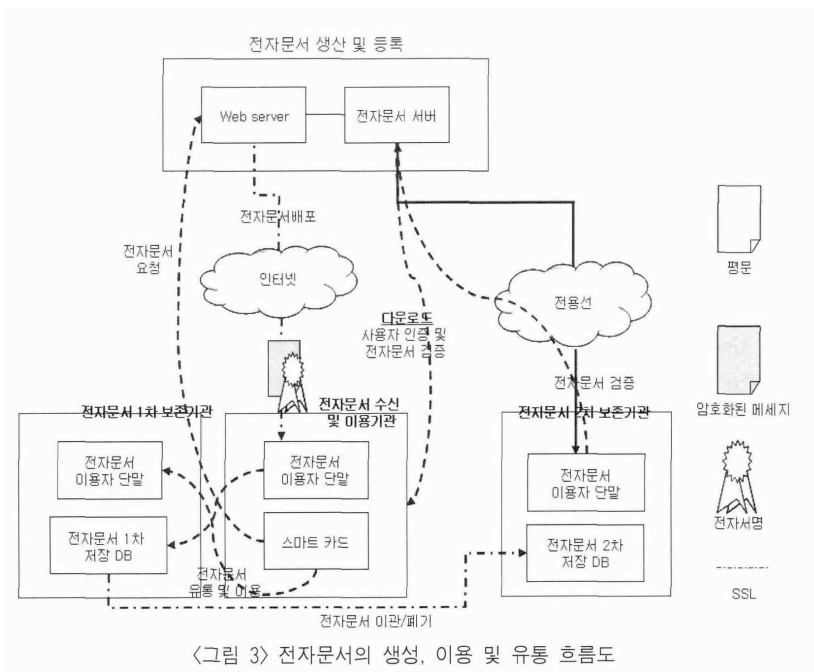 전자문서 생산 및 등록
Web server
전자문서 서버
전자문서배포
전자문서
요청
인터넷
전용선
다운로드
사용자 인증 및
전자문서 검증
전자문서 검증
평문
암호화된 메세지
전자서명
SSL
전자문서 1차 보존기관
전자문서
이용자 단말
전자문서 1차
저장 DB
전자문서 수신
및 이용기관
전자문서
이용자 단말
스마트 카드
전자문서
유통 및 이용
전자문서 2차 보존기관
전자문서
이용자 단말
전자문서 2차
저장 DB
전자문서 이관/폐기
〈그림 3〉 전자문서의 생성, 이용 및 유통 흐름도